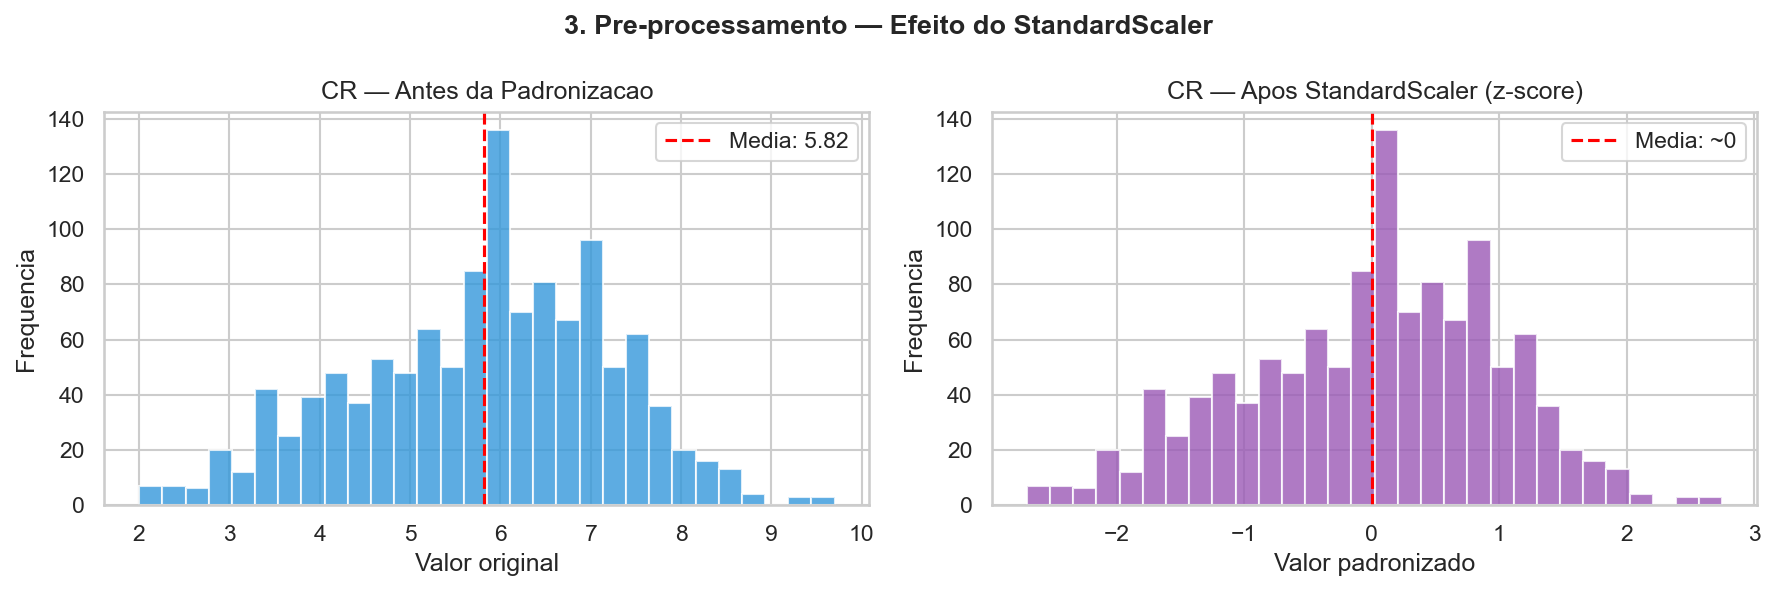 3. Pre-processamento — Efeito do StandardScaler
CR — Antes da Padronizacao
140
120
100
80
60
40
20
0
Frequencia
Media: 5.82
2 3 4 5 6 7 8 9 10
Valor original
CR — Apos StandardScaler (z-score)
140
120
100
80
60
40
20
0
Frequencia
Media: ~0
−2 −1 0 1 2 3
Valor padronizado